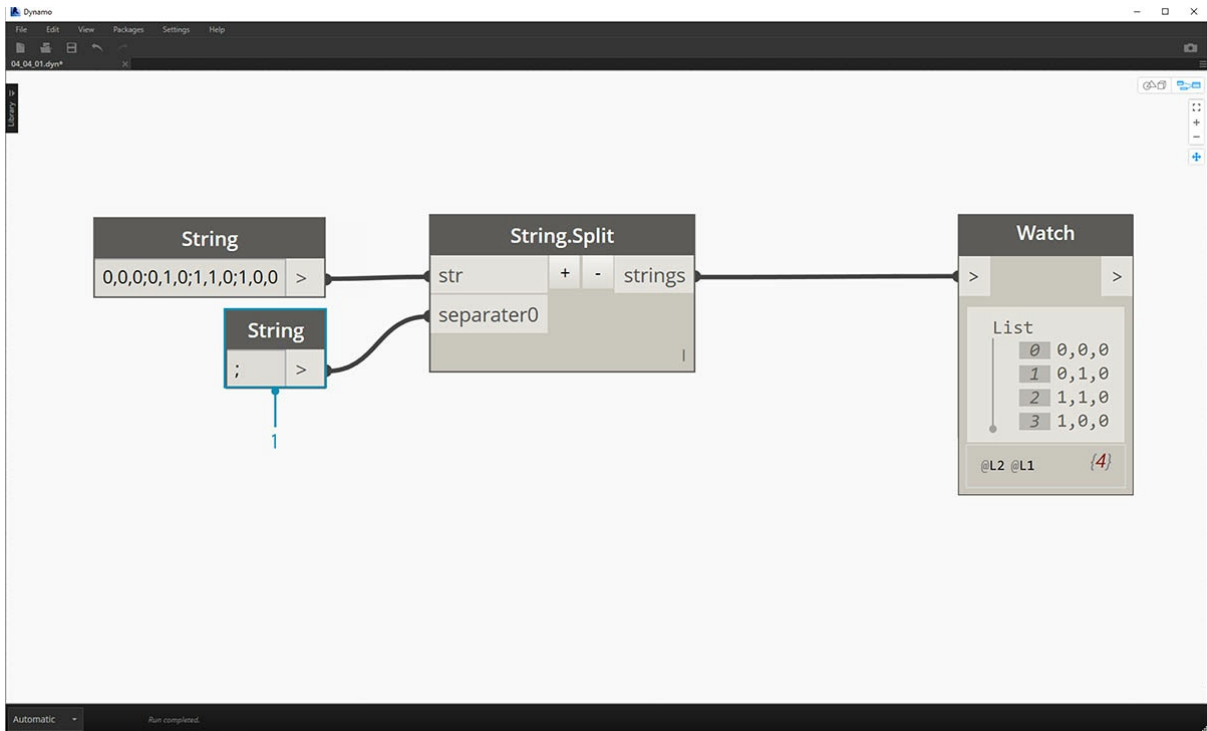 Dynamo
File Edit View Packages Settings Help
04_04_01.dyn*
Library
String
0,0,0;0,1,0;1,1,0;1,0,0 >
String
; >
1
String.Split
str + - strings
separater0
l
Watch
> >
List
0 0,0,0
1 0,1,0
2 1,1,0
3 1,0,0
@L2 @L1 {4}
Automatic Run completed.